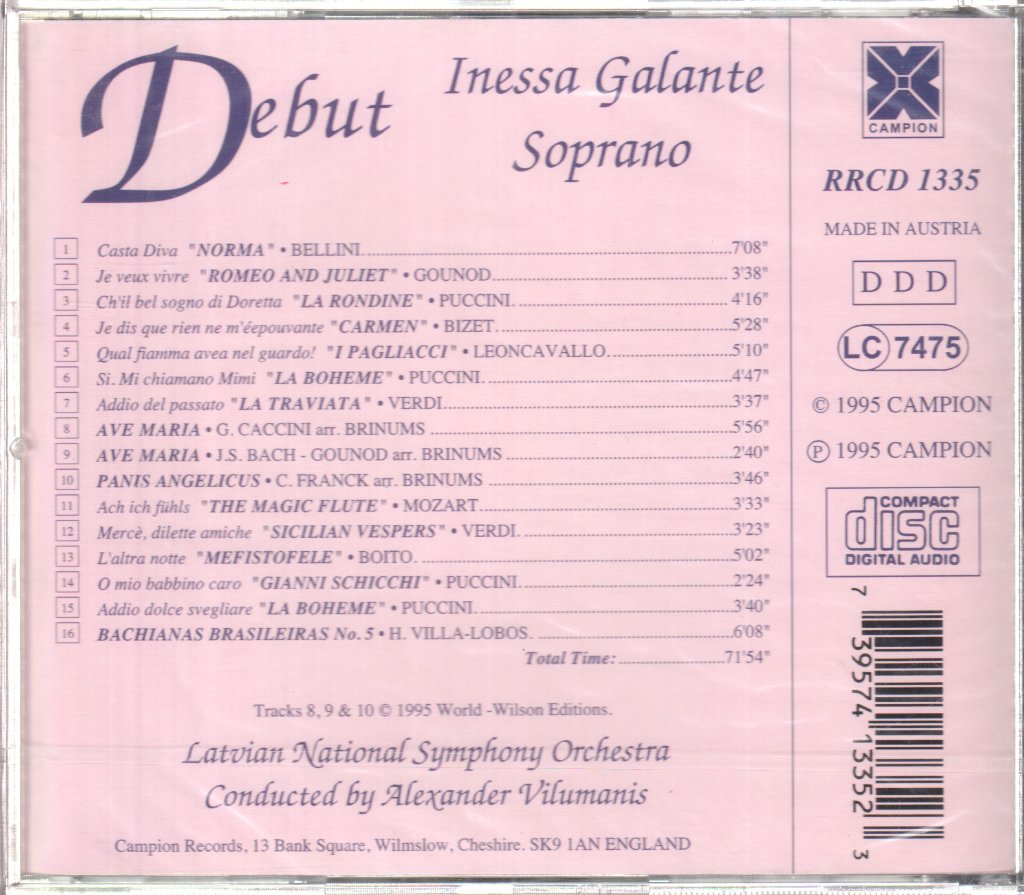 Debut
Inessa Galante
Soprano
1 Casta Diva "NORMA" • BELLINI. 7'08"
2 Je veux vivre "ROMEO AND JULIET" • GOUNOD 3'38"
3 Ch'il bel sogno di Doretta "LA RONDINE" • PUCCINI. 4'16"
4 Je dis que rien ne m'éepouvante "CARMEN" • BIZET. 5'28"
5 Qual fiamma avea nel guardo! "I PAGLIACCI" • LEONCAVALLO. 5'10"
6 Si. Mi chiamano Mimi "LA BOHEME" • PUCCINI. 4'47"
7 Addio del passato "LA TRAVIATA" • VERDI 3'37"
8 AVE MARIA • G. CACCINI arr. BRINUMS 5'56"
9 AVE MARIA • J.S. BACH - GOUNOD arr. BRINUMS 2'40"
10 PANIS ANGELICUS • C. FRANCK arr. BRINUMS 3'46"
11 Ach ich fühls "THE MAGIC FLUTE" • MOZART 3'33"
12 Mercè, dilette amiche "SICILIAN VESPERS" • VERDI. 3'23"
13 L'altra notte "MEFISTOFELE" • BOITO. 5'02"
14 O mio babbino caro "GIANNI SCHICCHI" • PUCCINI. 2'24"
15 Addio dolce svegliare "LA BOHEME" • PUCCINI. 3'40"
16 BACHIANAS BRASILEIRAS No. 5 • H. VILLA-LOBOS. 6'08"
Total Time: 71'54"
Tracks 8, 9 & 10 © 1995 World -Wilson Editions.
Latvian National Symphony Orchestra
Conducted by Alexander Vilumanis
Campion Records, 13 Bank Square, Wilmslow, Cheshire. SK9 1AN ENGLAND
CAMPION
RRCD 1335
MADE IN AUSTRIA
D D D
LC 7475
© 1995 CAMPION
℗ 1995 CAMPION
COMPACT
disc
DIGITAL AUDIO
7 39574 13352 3